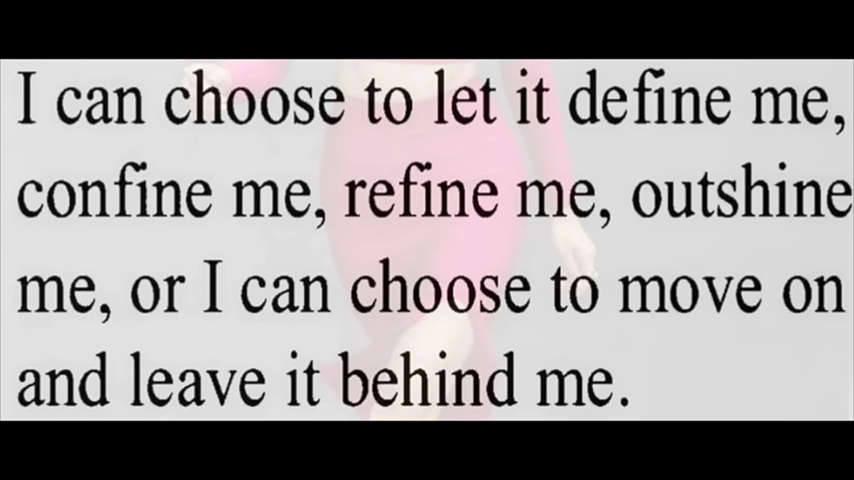 I can choose to let it define me,
confine me, refine me, outshine
me, or I can choose to move on
and leave it behind me.